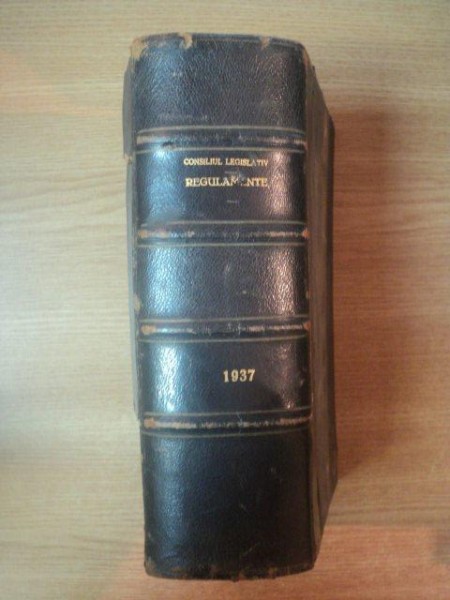 CONSILIUL LEGISLATIV
REGULAMENTE
1937